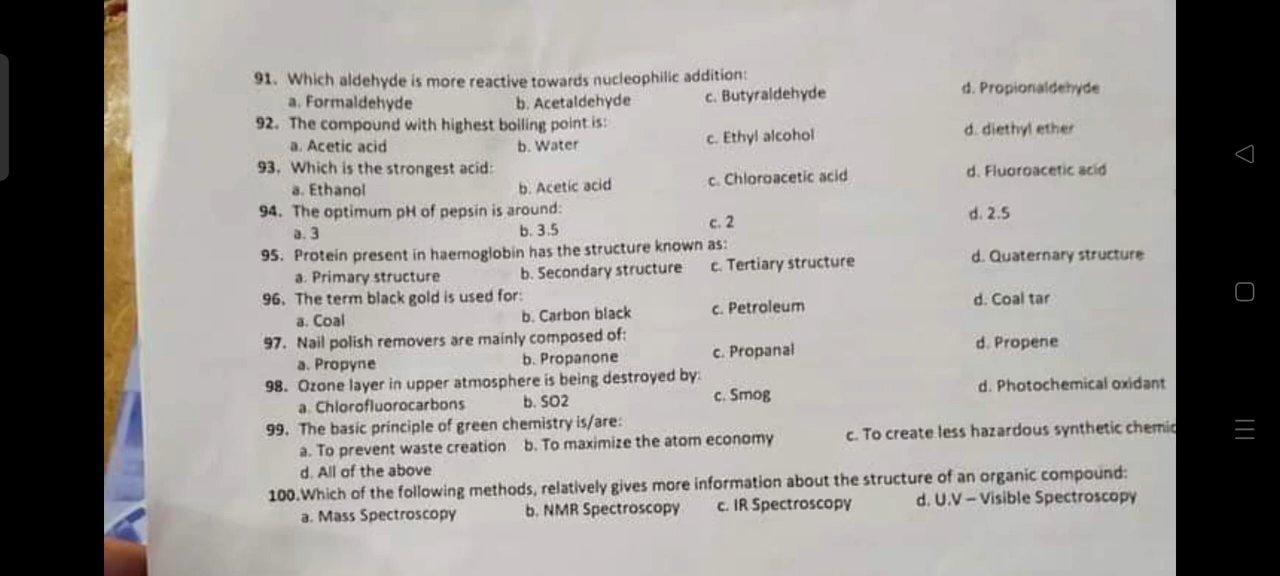 91. Which aldehyde is more reactive towards nucleophilic addition:
a. Formaldehyde b. Acetaldehyde c. Butyraldehyde d. Propionaldehyde
92. The compound with highest boiling point is:
a. Acetic acid b. Water c. Ethyl alcohol d. diethyl ether
93. Which is the strongest acid:
a. Ethanol b. Acetic acid c. Chloroacetic acid d. Fluoroacetic acid
94. The optimum pH of pepsin is around:
a. 3 b. 3.5 c. 2 d. 2.5
95. Protein present in haemoglobin has the structure known as:
a. Primary structure b. Secondary structure c. Tertiary structure d. Quaternary structure
96. The term black gold is used for:
a. Coal b. Carbon black c. Petroleum d. Coal tar
97. Nail polish removers are mainly composed of:
a. Propyne b. Propanone c. Propanal d. Propene
98. Ozone layer in upper atmosphere is being destroyed by:
a. Chlorofluorocarbons b. SO2 c. Smog d. Photochemical oxidant
99. The basic principle of green chemistry is/are:
a. To prevent waste creation b. To maximize the atom economy c. To create less hazardous synthetic chemic
d. All of the above
100.Which of the following methods, relatively gives more information about the structure of an organic compound:
a. Mass Spectroscopy b. NMR Spectroscopy c. IR Spectroscopy d. U.V – Visible Spectroscopy